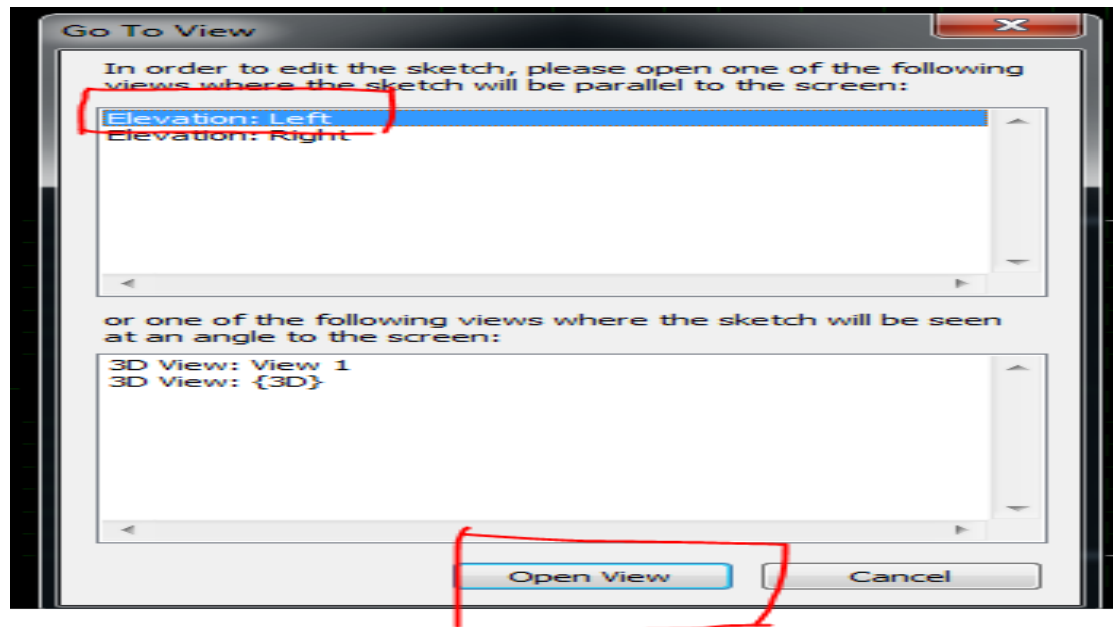 Go To View
In order to edit the sketch, please open one of the following
views where the sketch will be parallel to the screen:
Elevation: Left
Elevation: Right
or one of the following views where the sketch will be seen
at an angle to the screen:
3D View: View 1
3D View: {3D}
Open View
Cancel